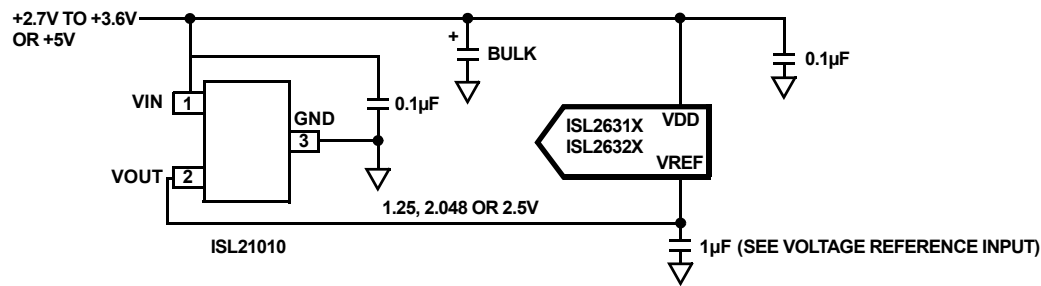 +2.7V TO +3.6V
OR +5V
+
BULK
0.1µF
VIN
1
0.1µF
GND
3
ISL2631X
ISL2632X
VDD
VREF
VOUT
2
1.25, 2.048 OR 2.5V
ISL21010
1µF (SEE VOLTAGE REFERENCE INPUT)